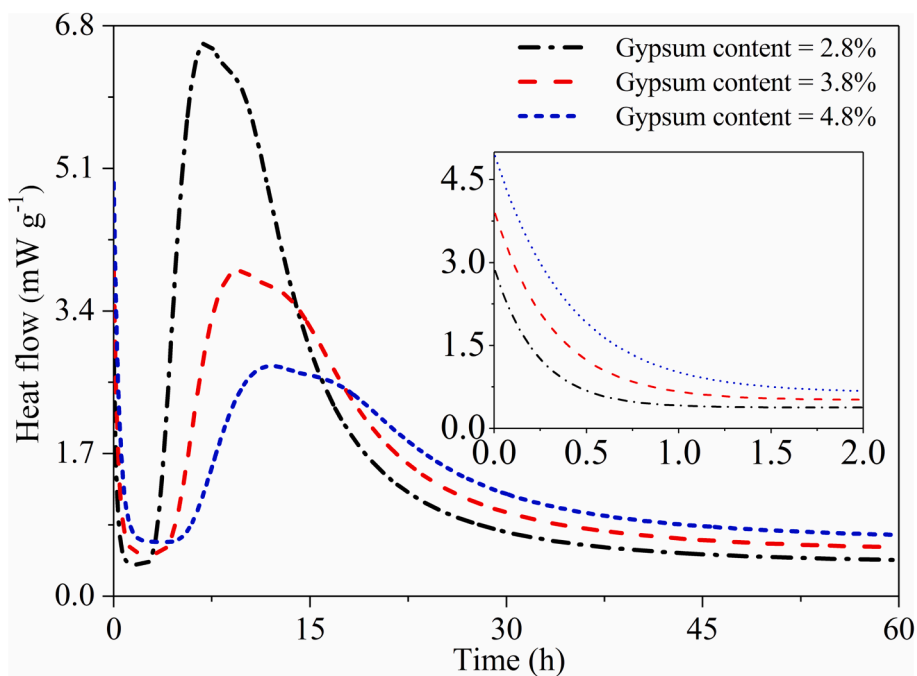 6.8
5.1
3.4
1.7
0.0
Heat flow (mW g⁻¹)
Gypsum content = 2.8%
Gypsum content = 3.8%
Gypsum content = 4.8%
4.5
3.0
1.5
0.0
0.0 0.5 1.0 1.5 2.0
0 15 30 45 60
Time (h)